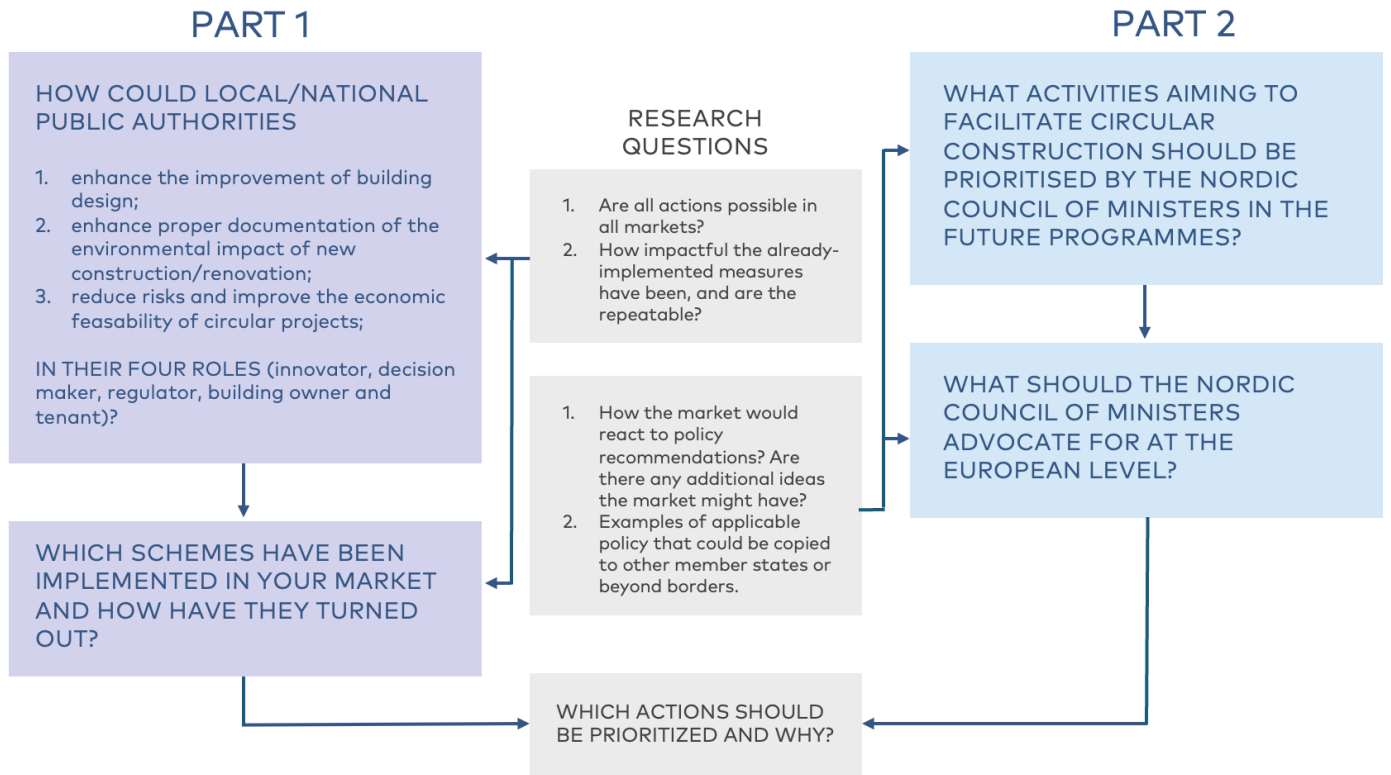 PART 1
HOW COULD LOCAL/NATIONAL
PUBLIC AUTHORITIES
1. enhance the improvement of building
design;
2. enhance proper documentation of the
environmental impact of new
construction/renovation;
3. reduce risks and improve the economic
feasability of circular projects;
IN THEIR FOUR ROLES (innovator, decision
maker, regulator, building owner and
tenant)?
WHICH SCHEMES HAVE BEEN
IMPLEMENTED IN YOUR MARKET
AND HOW HAVE THEY TURNED
OUT?
RESEARCH
QUESTIONS
1. Are all actions possible in
all markets?
2. How impactful the already-
implemented measures
have been, and are the
repeatable?
1. How the market would
react to policy
recommendations? Are
there any additional ideas
the market might have?
2. Examples of applicable
policy that could be copied
to other member states or
beyond borders.
WHICH ACTIONS SHOULD
BE PRIORITIZED AND WHY?
PART 2
WHAT ACTIVITIES AIMING TO
FACILITATE CIRCULAR
CONSTRUCTION SHOULD BE
PRIORITISED BY THE NORDIC
COUNCIL OF MINISTERS IN THE
FUTURE PROGRAMMES?
WHAT SHOULD THE NORDIC
COUNCIL OF MINISTERS
ADVOCATE FOR AT THE
EUROPEAN LEVEL?